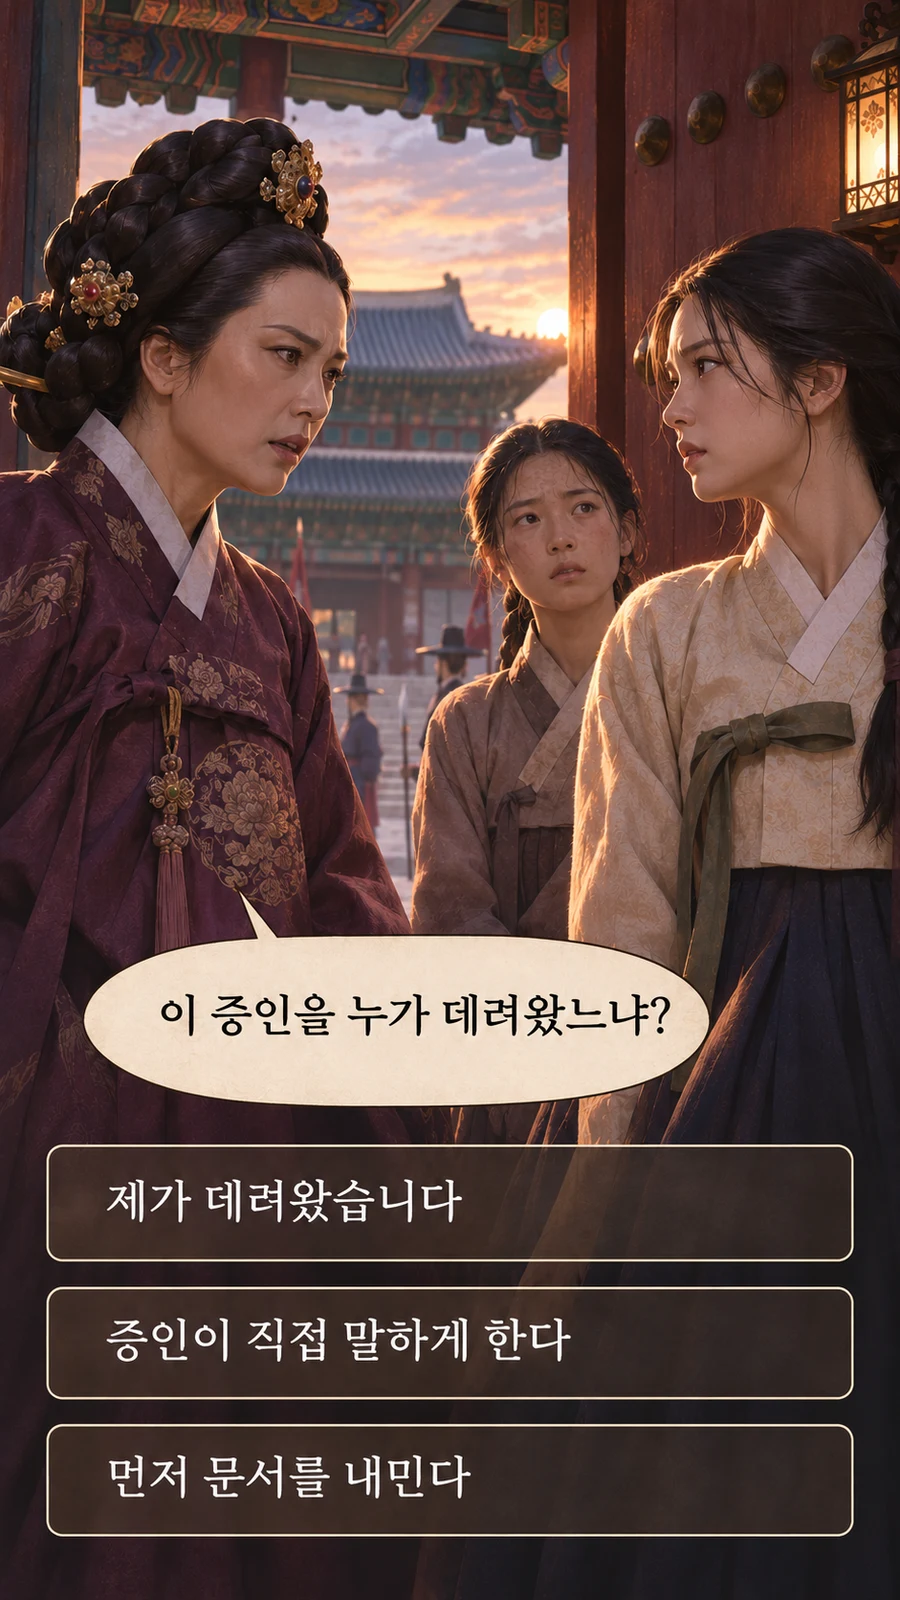 이 증인을 누가 데려왔느냐?
제가 데려왔습니다
증인이 직접 말하게 한다
먼저 문서를 내민다